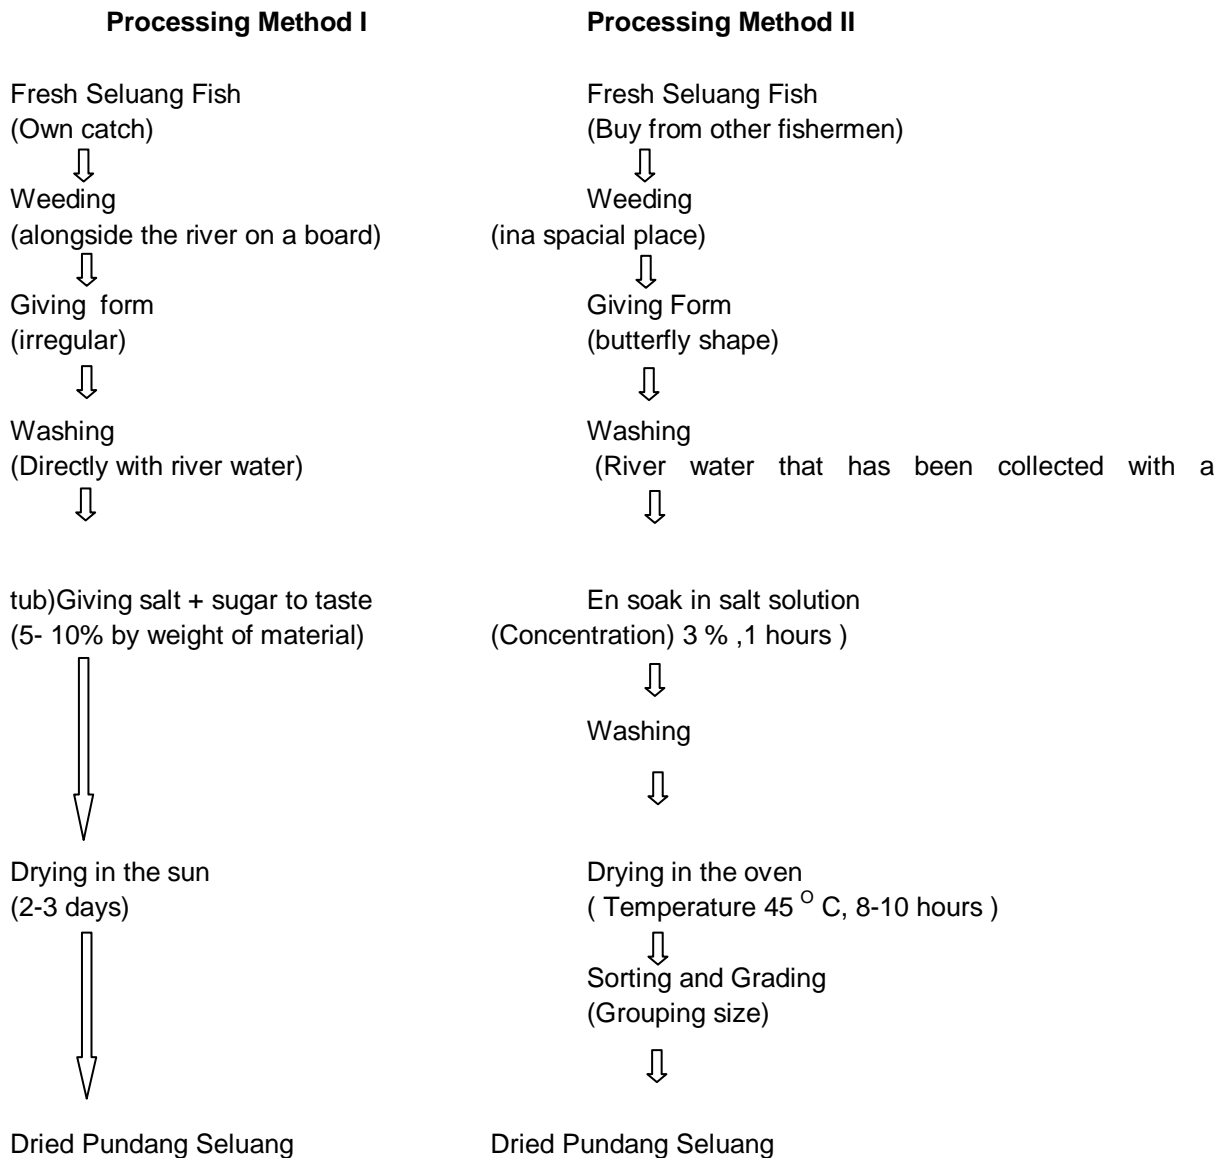 Processing Method I Processing Method II
Fresh Seluang Fish Fresh Seluang Fish
(Own catch) (Buy from other fishermen)
Weeding Weeding
(alongside the river on a board) (ina spacial place)
Giving form Giving Form
(irregular) (butterfly shape)
Washing Washing
(Directly with river water) (River water that has been collected with a
tub)Giving salt + sugar to taste En soak in salt solution
(5- 10% by weight of material) (Concentration) 3 % ,1 hours )
Washing
Drying in the sun Drying in the oven
(2-3 days) ( Temperature 45 ᴼ C, 8-10 hours )
Sorting and Grading
(Grouping size)
Dried Pundang Seluang Dried Pundang Seluang